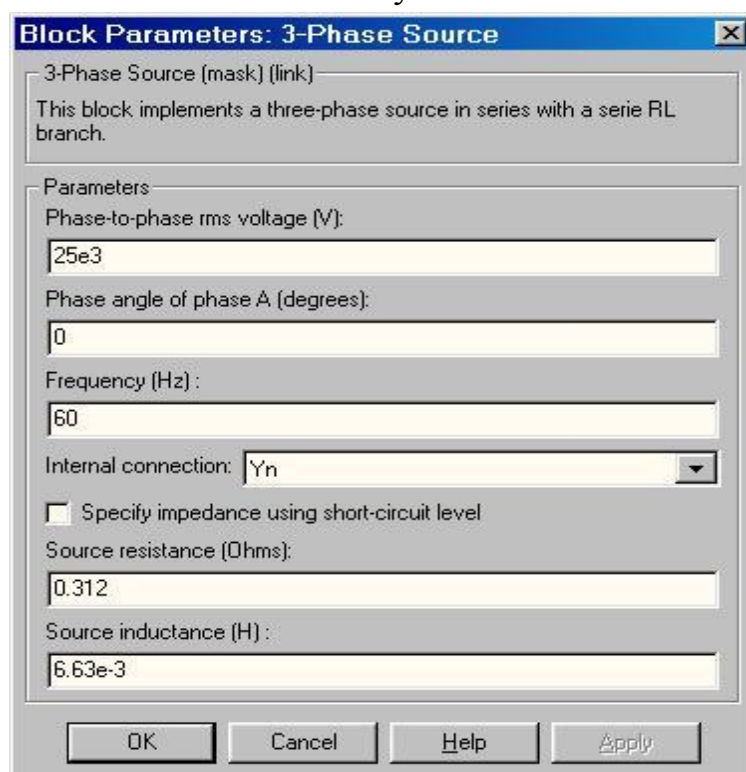 Block Parameters: 3-Phase Source
3-Phase Source (mask) (link)
This block implements a three-phase source in series with a serie RL
branch.
Parameters
Phase-to-phase rms voltage (V):
25e3
Phase angle of phase A (degrees):
0
Frequency (Hz) :
60
Internal connection: Yn
Specify impedance using short-circuit level
Source resistance (Ohms):
0.312
Source inductance (H) :
6.63e-3
OK Cancel Help Apply